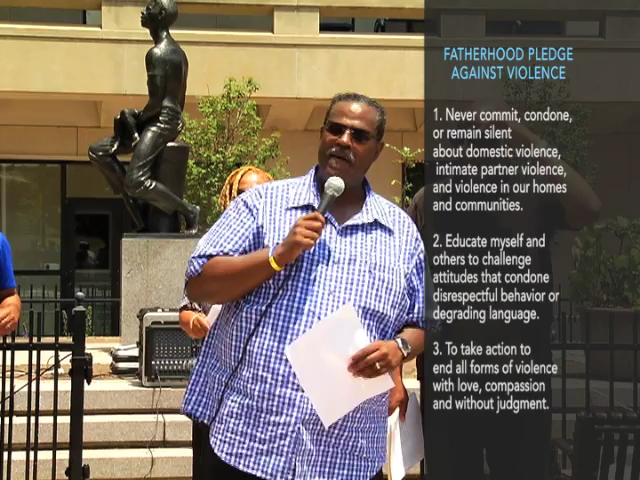 FATHERHOOD PLEDGE
AGAINST VIOLENCE
1. Never commit, condone,
or remain silent
about domestic violence,
intimate partner violence,
and violence in our homes
and communities.
2. Educate myself and
others to challenge
attitudes that condone
disrespectful behavior or
degrading language.
3. To take action to
end all forms of violence
with love, compassion
and without judgment.